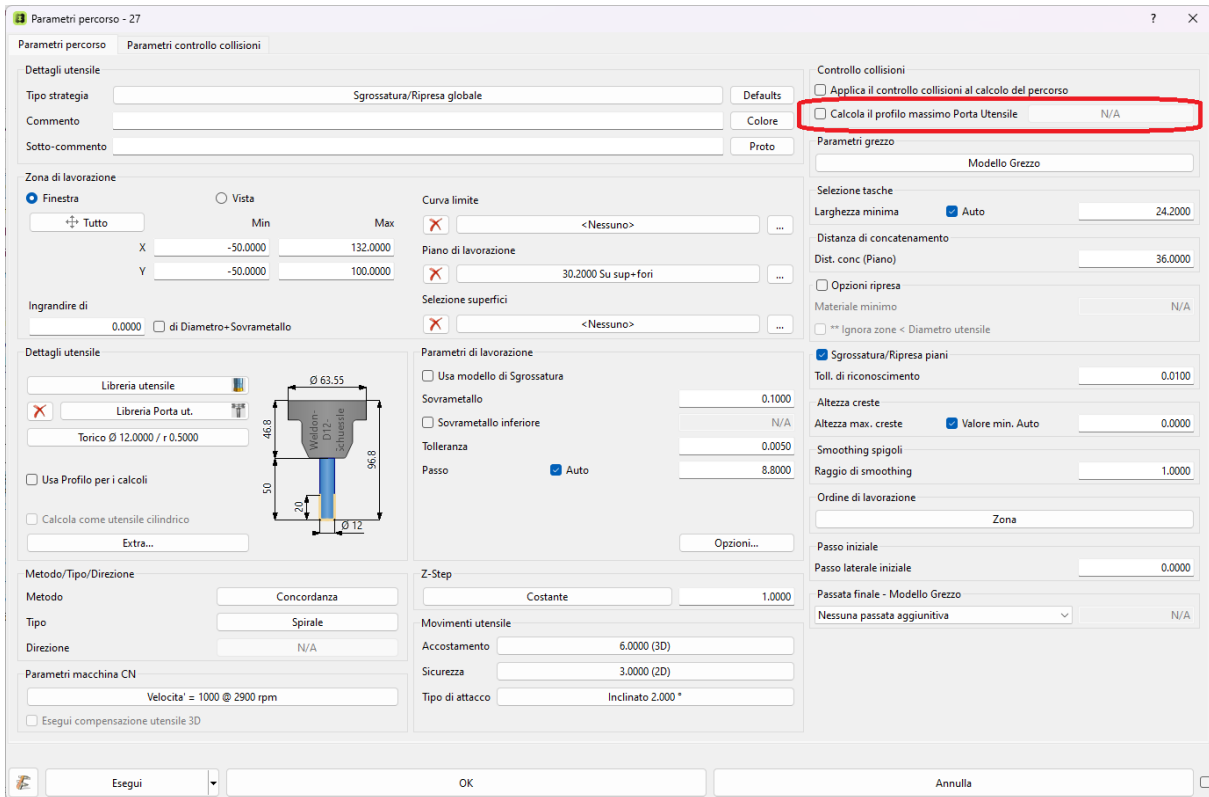 Parametri percorso - 27
?
Parametri percorso Parametri controllo collisioni
Dettagli utensile
Tipo strategia Sgrossatura/Ripresa globale Defaults
Commento Colore
Sotto-commento Proto
Zona di lavorazione
Finestra Vista
Tutto Min Max
X -50.0000 132.0000
Y -50.0000 100.0000
Ingrandire di
0.0000 di Diametro+Sovrametallo
Curva limite
<Nessuno> ...
Piano di lavorazione
30.2000 Su sup+fori ...
Selezione superfici
<Nessuno> ...
Dettagli utensile
Libreria utensile
Libreria Porta ut.
Torico Ø 12.0000 / r 0.5000
Usa Profilo per i calcoli
Calcola come utensile cilindrico
Extra...
Ø 63.55
46.8
Weldon-
D12-
schuessle
96.8
50
20
Ø 12
Parametri di lavorazione
Usa modello di Sgrossatura
Sovrametallo 0.1000
Sovrametallo inferiore N/A
Tolleranza 0.0050
Passo Auto 8.8000
Opzioni...
Metodo/Tipo/Direzione
Metodo Concordanza
Tipo Spirale
Direzione N/A
Parametri macchina CN
Velocita' = 1000 @ 2900 rpm
Esegui compensazione utensile 3D
Z-Step
Costante 1.0000
Movimenti utensile
Accostamento 6.0000 (3D)
Sicurezza 3.0000 (2D)
Tipo di attacco Inclinato 2.000 °
Controllo collisioni
Applica il controllo collisioni al calcolo del percorso
Calcola il profilo massimo Porta Utensile N/A
Parametri grezzo
Modello Grezzo
Selezione tasche
Larghezza minima Auto 24.2000
Distanza di concatenamento
Dist. conc (Piano) 36.0000
Opzioni ripresa
Materiale minimo N/A
** Ignora zone < Diametro utensile
Sgrossatura/Ripresa piani
Toll. di riconoscimento 0.0100
Altezza creste
Altezza max. creste Valore min. Auto 0.0000
Smoothing spigoli
Raggio di smoothing 1.0000
Ordine di lavorazione
Zona
Passo iniziale
Passo laterale iniziale 0.0000
Passata finale - Modello Grezzo
Nessuna passata aggiunitiva N/A
Esegui OK Annulla